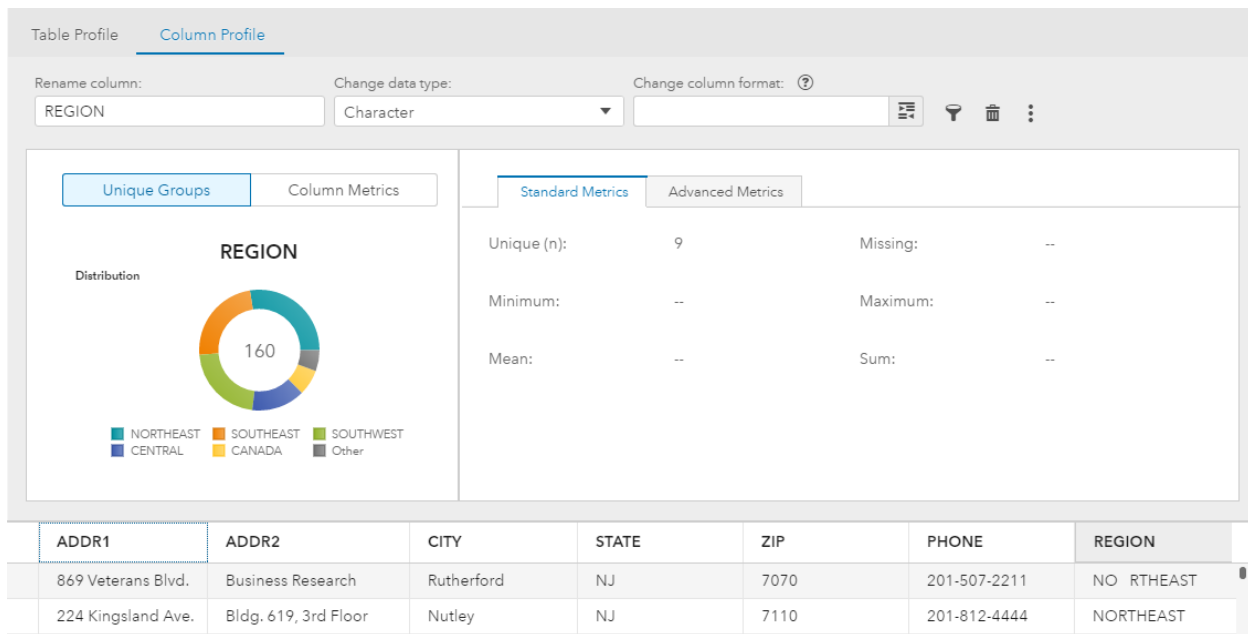 Table Profile Column Profile
Rename column: Change data type: Change column format: ?
REGION Character
Unique Groups Column Metrics Standard Metrics Advanced Metrics
Unique (n): 9 Missing: --
REGION
Distribution
Minimum: -- Maximum: --
160
Mean: -- Sum: --
NORTHEAST SOUTHEAST SOUTHWEST
CENTRAL CANADA Other
ADDR1 ADDR2 CITY STATE ZIP PHONE REGION
869 Veterans Blvd. Business Research Rutherford NJ 7070 201-507-2211 NO RTHEAST
224 Kingsland Ave. Bldg. 619, 3rd Floor Nutley NJ 7110 201-812-4444 NORTHEAST